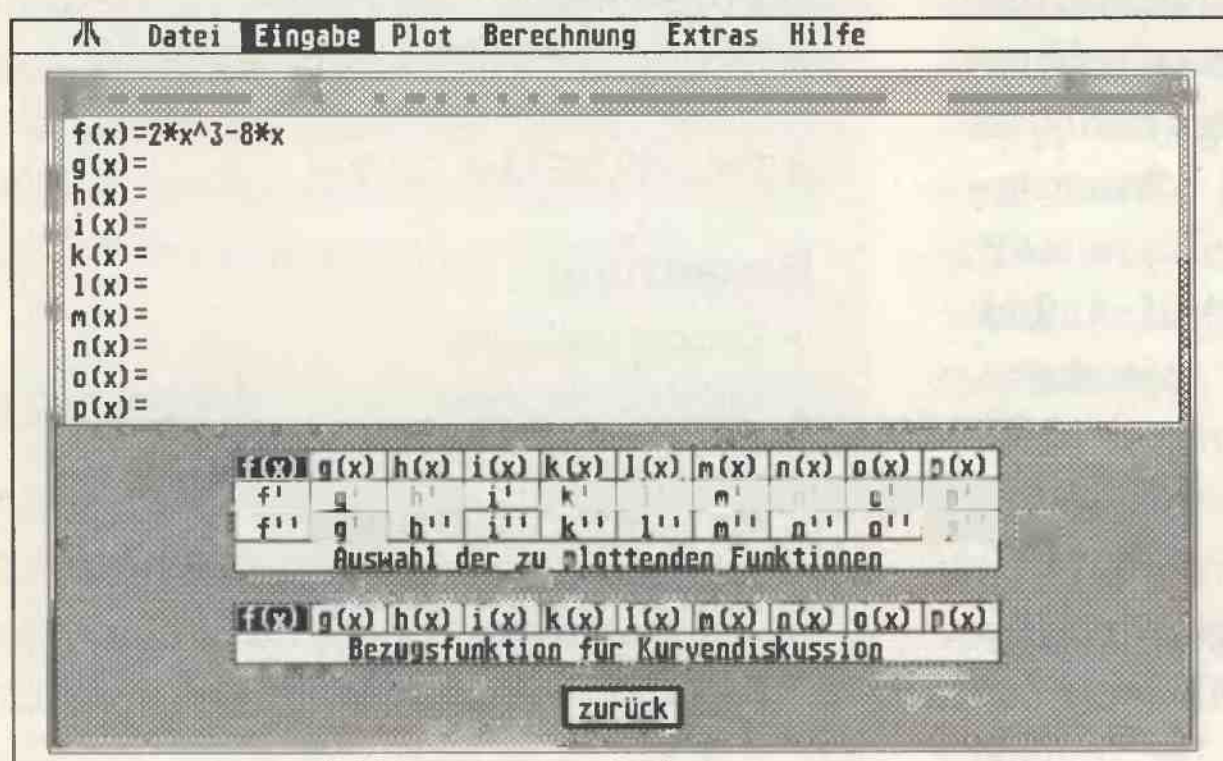 Datei Eingabe Plot Berechnung Extras Hilfe
f(x)=2*x^3-8*x
g(x)=
h(x)=
i(x)=
k(x)=
l(x)=
m(x)=
n(x)=
o(x)=
p(x)=
f(x) g(x) h(x) i(x) k(x) l(x) m(x) n(x) o(x) p(x)
f' g' h' i' k' m'
f'' g'' h'' i'' k'' l'' m'' n'' o''
Auswahl der zu plottenden Funktionen
f(x) g(x) h(x) i(x) k(x) l(x) m(x) n(x) o(x) p(x)
Bezugsfunktion für Kurvendiskussion
zurück